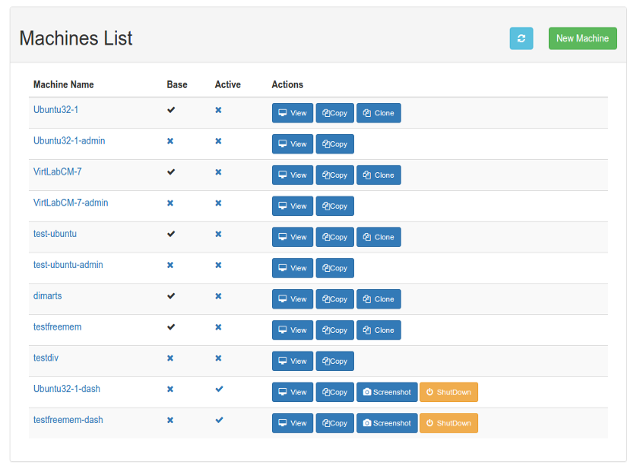 Machines List New Machine
Machine Name Base Active Actions
Ubuntu32-1 View Copy Clone
Ubuntu32-1-admin View Copy
VirtLabCM-7 View Copy Clone
VirtLabCM-7-admin View Copy
test-ubuntu View Copy Clone
test-ubuntu-admin View Copy
dimarts View Copy Clone
testfreemem View Copy Clone
testdiv View Copy
Ubuntu32-1-dash View Copy Screenshot ShutDown
testfreemem-dash View Copy Screenshot ShutDown